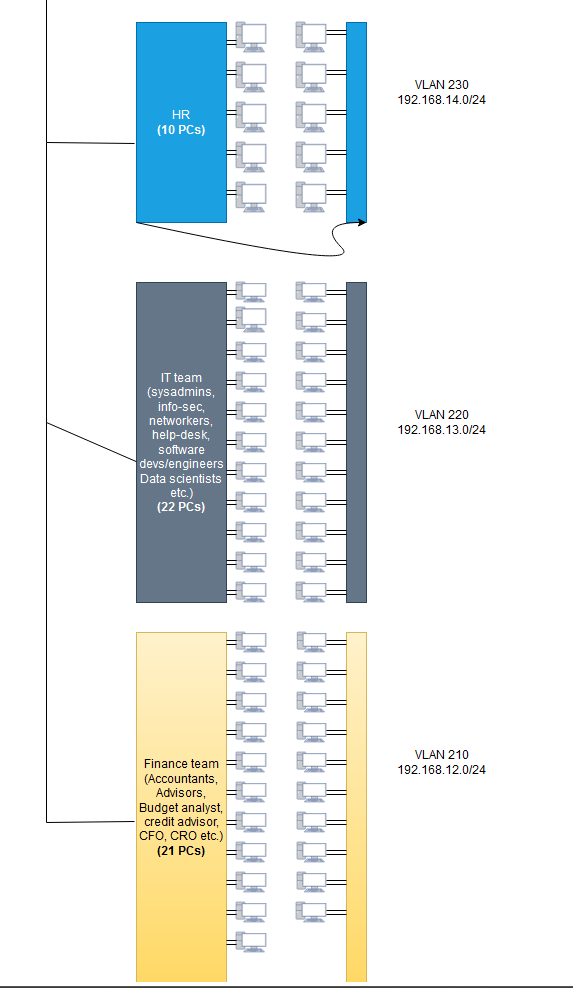 HR
(10 PCs)
VLAN 230
192.168.14.0/24
IT team
(sysadmins,
info-sec,
networkers,
help-desk,
software
devs/engineers
Data scientists
etc.)
(22 PCs)
VLAN 220
192.168.13.0/24
Finance team
(Accountants,
Advisors,
Budget analyst,
credit advisor,
CFO, CRO etc.)
(21 PCs)
VLAN 210
192.168.12.0/24